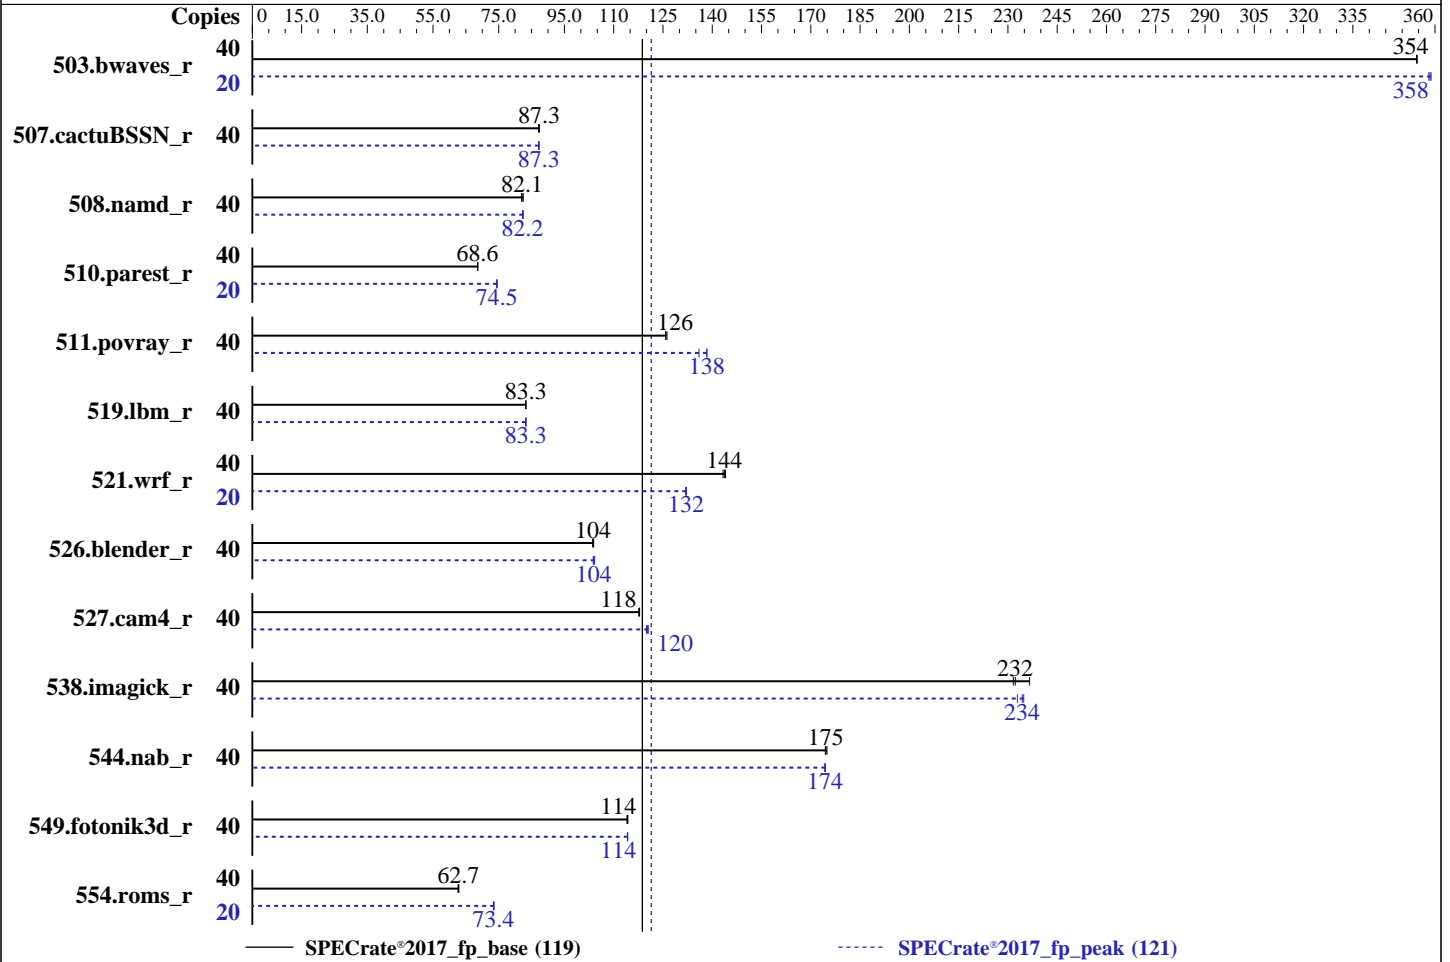 Copies 0 15.0 35.0 55.0 75.0 95.0 110 125 140 155 170 185 200 215 230 245 260 275 290 305 320 335 360
503.bwaves_r 40 354
20 358
507.cactuBSSN_r 40 87.3
87.3
508.namd_r 40 82.1
82.2
510.parest_r 40 68.6
20 74.5
511.povray_r 40 126
138
519.lbm_r 40 83.3
83.3
521.wrf_r 40 144
20 132
526.blender_r 40 104
104
527.cam4_r 40 118
120
538.imagick_r 40 232
234
544.nab_r 40 175
174
549.fotonik3d_r 40 114
114
554.roms_r 40 62.7
20 73.4
SPECrate®2017_fp_base (119) SPECrate®2017_fp_peak (121)